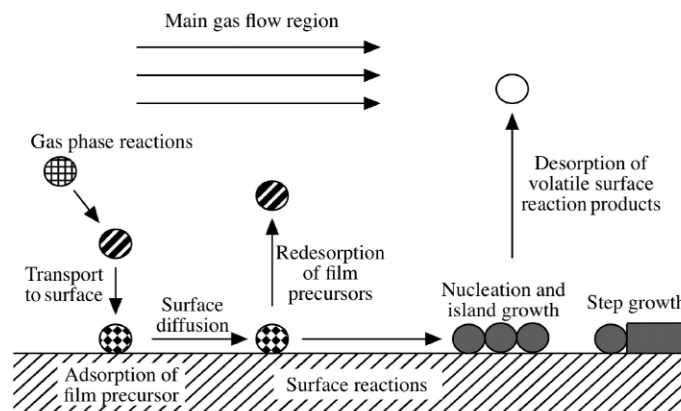 Main gas flow region
Gas phase reactions
Desorption of
volatile surface
reaction products
Transport
to surface
Surface
diffusion
Redesorption
of film
precursors
Nucleation and
island growth
Step growth
Adsorption of
film precursor
Surface reactions